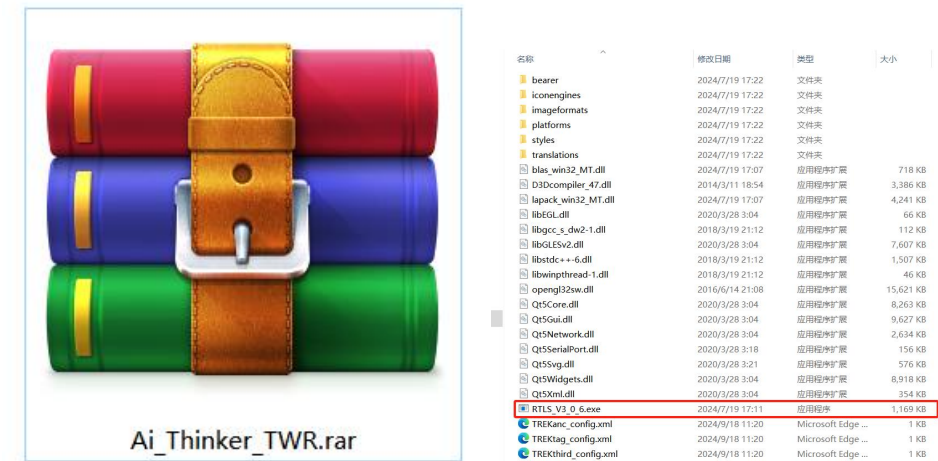 Ai_Thinker_TWR.rar
名称 修改日期 类型 大小
bearer 2024/7/19 17:22 文件夹
iconengines 2024/7/19 17:22 文件夹
imageformats 2024/7/19 17:22 文件夹
platforms 2024/7/19 17:22 文件夹
styles 2024/7/19 17:22 文件夹
translations 2024/7/19 17:22 文件夹
blas_win32_MT.dll 2024/7/19 17:07 应用程序扩展 718 KB
D3Dcompiler_47.dll 2014/3/11 18:54 应用程序扩展 3,386 KB
lapack_win32_MT.dll 2024/7/19 17:07 应用程序扩展 4,241 KB
libEGL.dll 2020/3/28 3:04 应用程序扩展 66 KB
libgcc_s_dw2-1.dll 2018/3/19 21:12 应用程序扩展 112 KB
libGLESv2.dll 2020/3/28 3:04 应用程序扩展 7,607 KB
libstdc++-6.dll 2018/3/19 21:12 应用程序扩展 1,507 KB
libwinpthread-1.dll 2018/3/19 21:12 应用程序扩展 46 KB
opengl32sw.dll 2016/6/14 21:08 应用程序扩展 15,621 KB
Qt5Core.dll 2020/3/28 3:04 应用程序扩展 8,263 KB
Qt5Gui.dll 2020/3/28 3:04 应用程序扩展 9,627 KB
Qt5Network.dll 2020/3/28 3:04 应用程序扩展 2,634 KB
Qt5SerialPort.dll 2020/3/28 3:18 应用程序扩展 156 KB
Qt5Svg.dll 2020/3/28 3:21 应用程序扩展 576 KB
Qt5Widgets.dll 2020/3/28 3:04 应用程序扩展 8,918 KB
Qt5Xml.dll 2020/3/28 3:04 应用程序扩展 354 KB
RTLS_V3_0_6.exe 2024/7/19 17:11 应用程序 1,169 KB
TREKanc_config.xml 2024/9/18 11:20 Microsoft Edge ... 1 KB
TREKtag_config.xml 2024/9/18 11:20 Microsoft Edge ... 1 KB
TREKthird_config.xml 2024/9/18 11:20 Microsoft Edge ... 1 KB